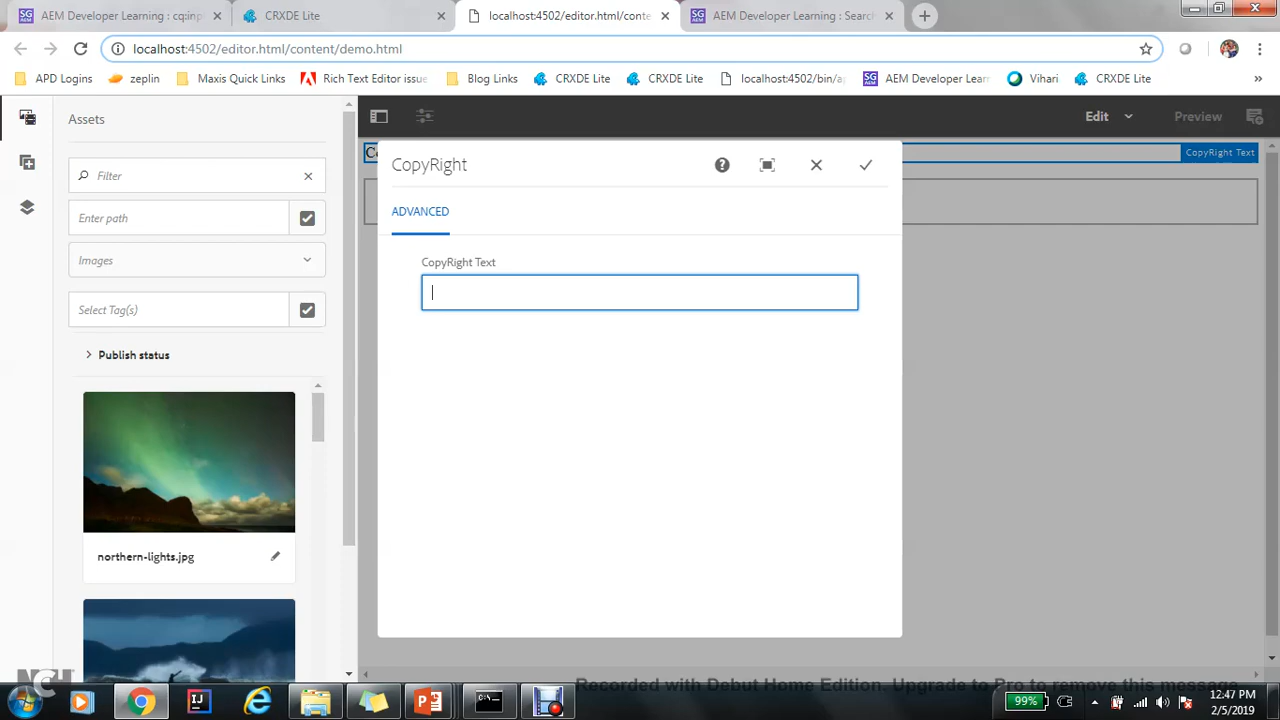 AEM Developer Learning : cqinp
CRXDE Lite
localhost:4502/editor.html/conte
AEM Developer Learning : Search
localhost:4502/editor.html/content/demo.html
APD Logins
zeplin
Maxis Quick Links
Rich Text Editor issue
Blog Links
CRXDE Lite
CRXDE Lite
localhost:4502/bin/a
AEM Developer Learn
Vihari
CRXDE Lite
»
Assets
Edit
Preview
Filter
CopyRight Text
CopyRight
Enter path
ADVANCED
Images
CopyRight Text
Select Tag(s)
Publish status
northern-lights.jpg
NCH
Recorded with Debut Home Edition. Upgrade to Pro to remove this message
99%
12:47 PM
2/5/2019